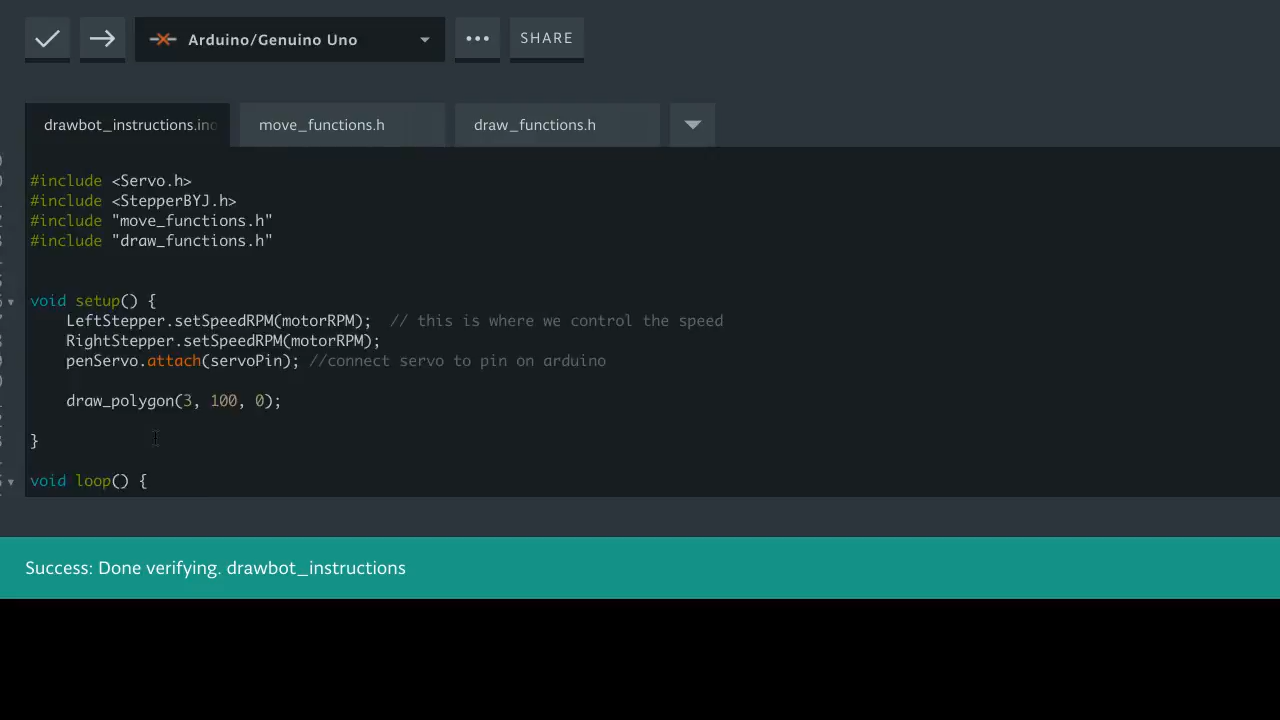 Arduino/Genuino Uno
SHARE
drawbot_instructions.ino
move_functions.h
draw_functions.h
#include <Servo.h>
#include <StepperBYJ.h>
#include "move_functions.h"
#include "draw_functions.h"
void setup() {
LeftStepper.setSpeedRPM(motorRPM);  // this is where we control the speed
RightStepper.setSpeedRPM(motorRPM);
penServo.attach(servoPin); //connect servo to pin on arduino
draw_polygon(3, 100, 0);
}
void loop() {
Success: Done verifying. drawbot_instructions